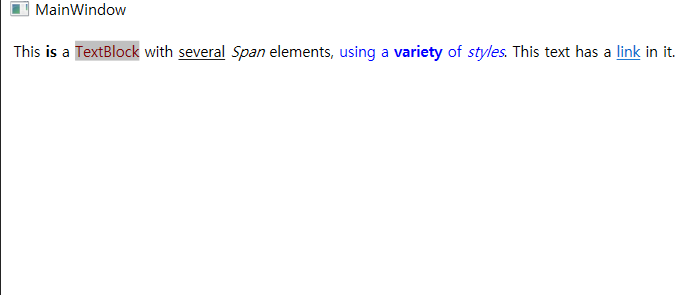 MainWindow
This is a TextBlock with several Span elements, using a variety of styles. This text has a link in it.